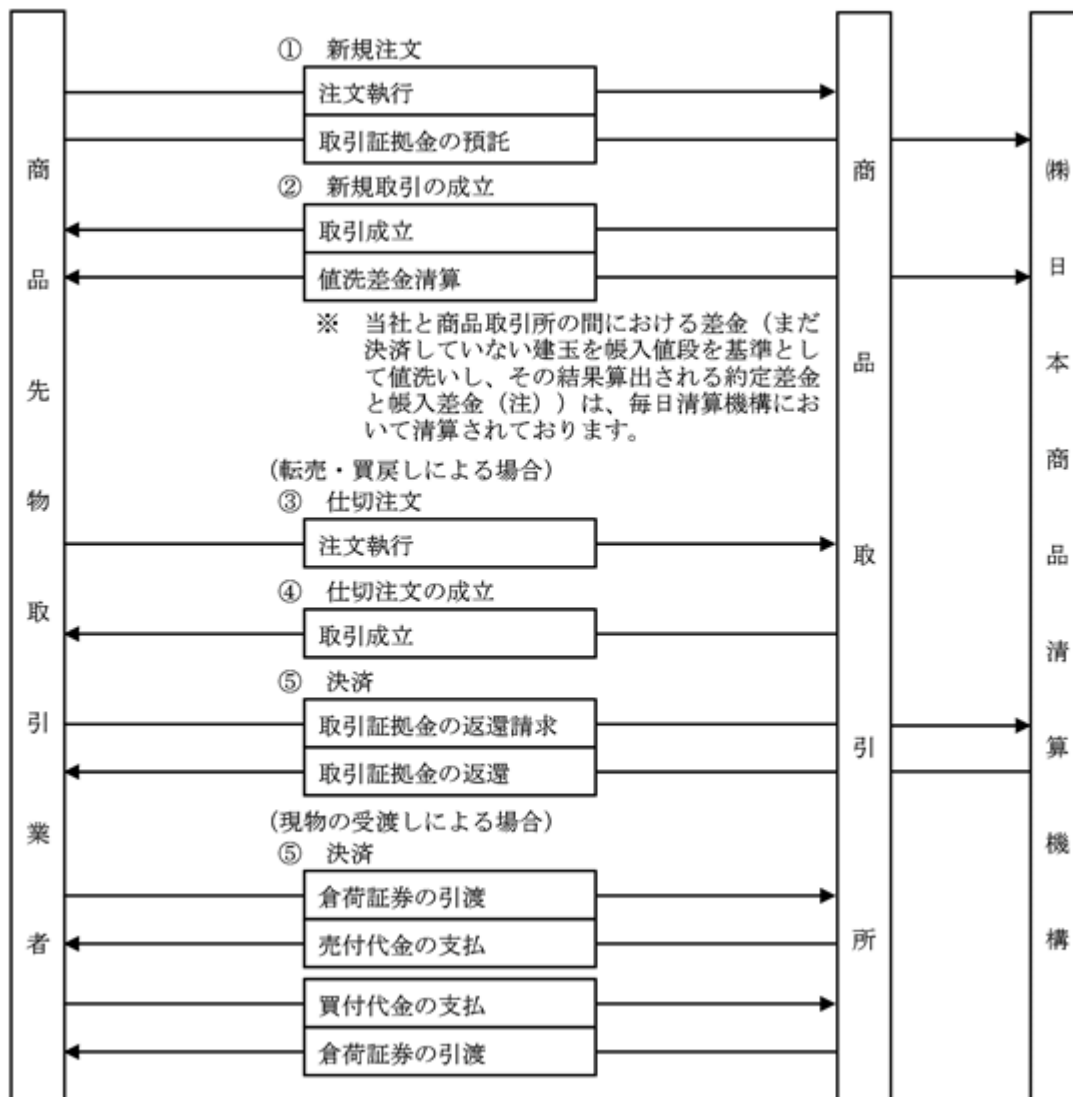 ① 新規注文
注文執行
取引証拠金の預託
② 新規取引の成立
取引成立
値洗差金清算
※ 当社と商品取引所の間における差金（まだ
決済していない建玉を帳入値段を基準とし
て値洗いし、その結果算出される約定差金
と帳入差金（注））は、毎日清算機構にお
いて清算されております。
(転売・買戻しによる場合)
③ 仕切注文
注文執行
④ 仕切注文の成立
取引成立
⑤ 決済
取引証拠金の返還請求
取引証拠金の返還
(現物の受渡しによる場合)
⑤ 決済
倉荷証券の引渡
売付代金の支払
買付代金の支払
倉荷証券の引渡
商品先物取引業者
商品取引所
㈱日本商品清算機構